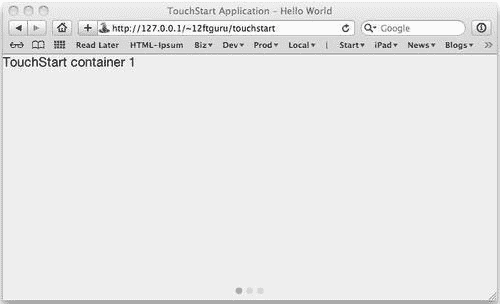 TouchStart Application – Hello World
http://127.0.0.1/~12ftguru/touchstart
Google
Read Later HTML-Ipsum Biz Dev Prod Local | Start iPad News Blogs »
TouchStart container 1